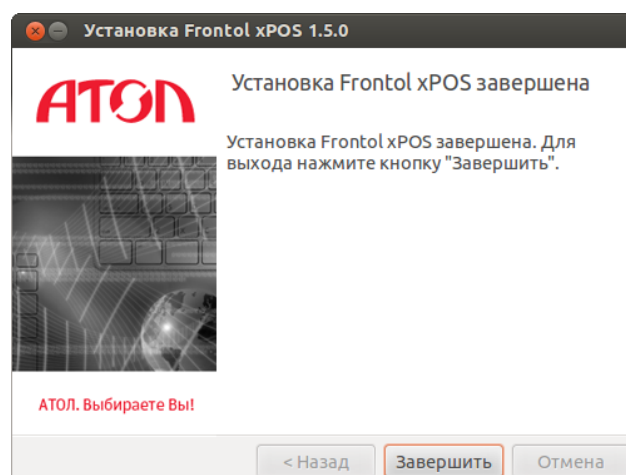 Установка Frontol xPOS 1.5.0
АТОЛ
Установка Frontol xPOS завершена
Установка Frontol xPOS завершена. Для
выхода нажмите кнопку "Завершить".
АТОЛ. Выбираете Вы!
< Назад
Завершить
Отмена